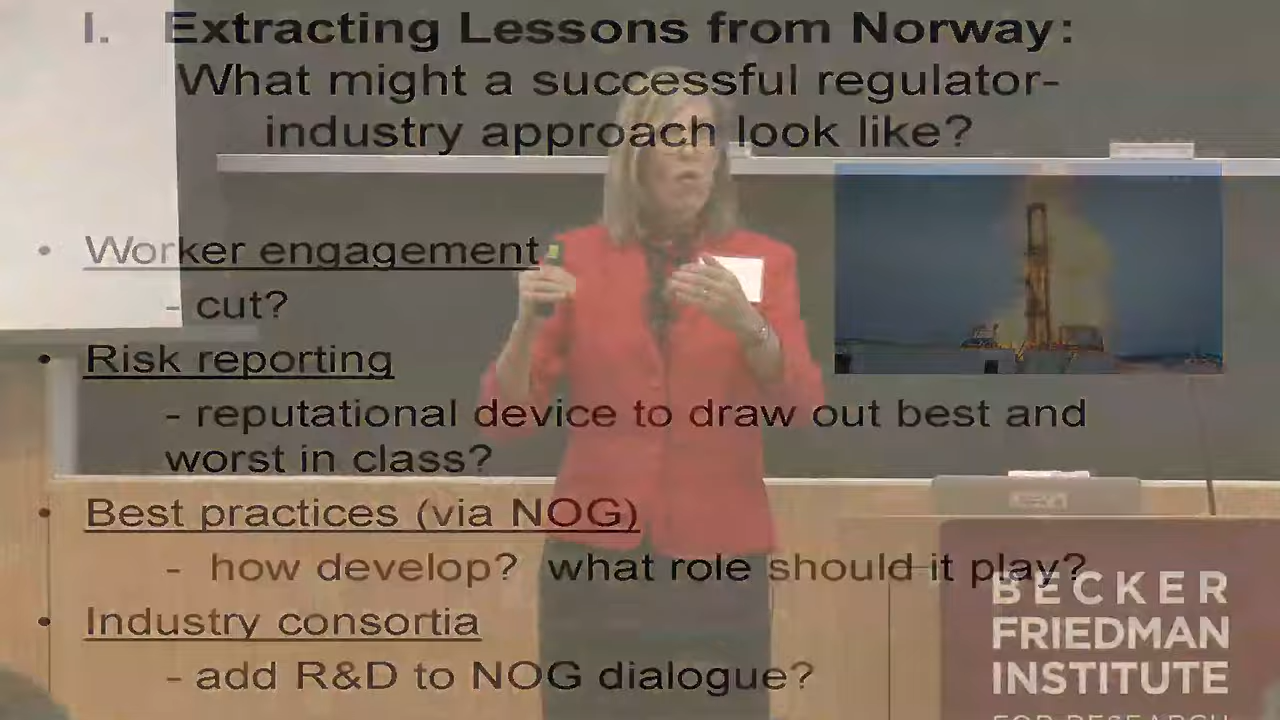 I. Extracting Lessons from Norway:
What might a successful regulator-
industry approach look like?
• Worker engagement
- cut?
• Risk reporting
- reputational device to draw out best and
worst in class?
• Best practices (via NOG)
- how develop? what role should it play?
• Industry consortia
- add R&D to NOG dialogue?
BECKER
FRIEDMAN
INSTITUTE
FOR RESEARCH